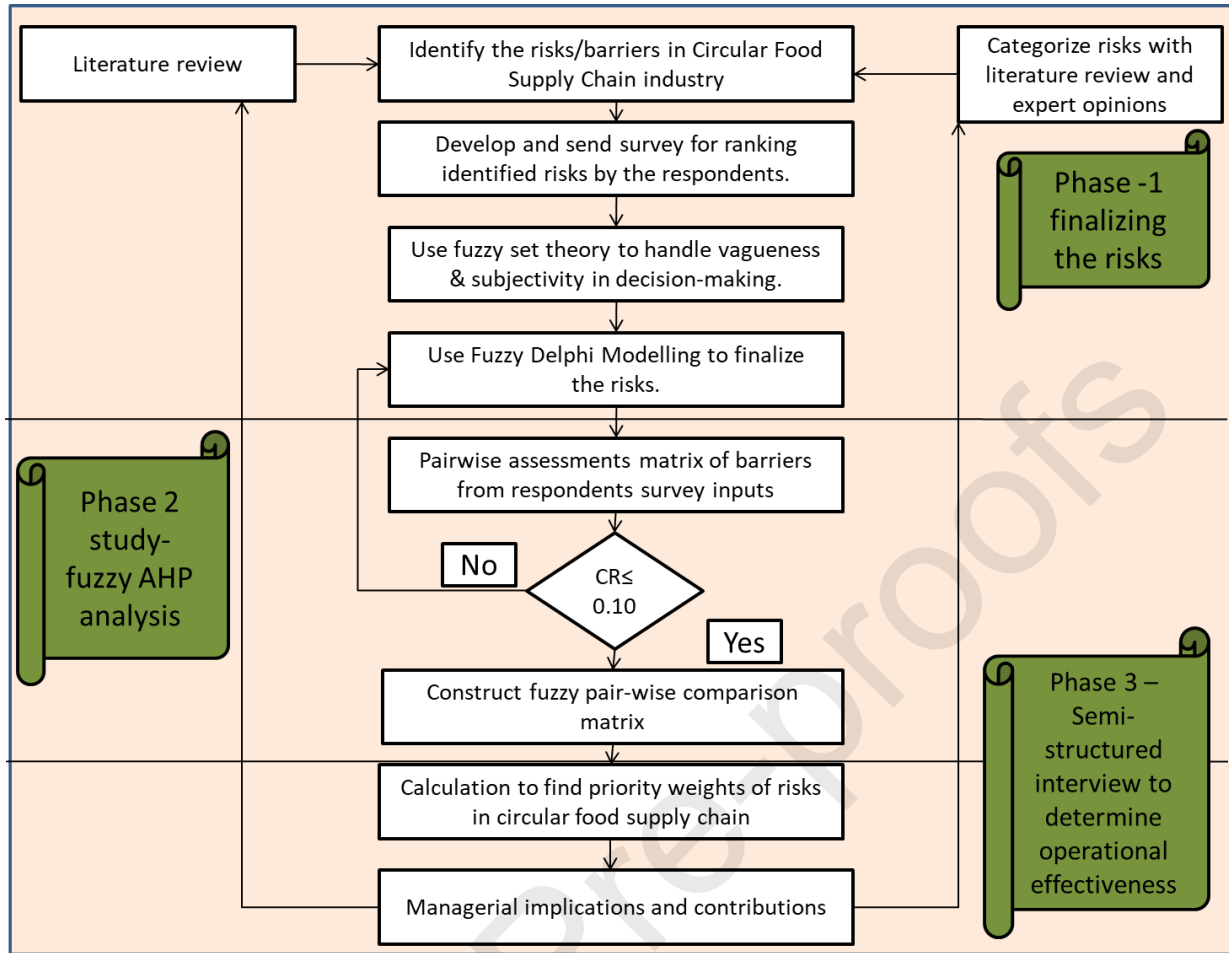 Literature review
Identify the risks/barriers in Circular Food
Supply Chain industry
Categorize risks with
literature review and
expert opinions
Develop and send survey for ranking
identified risks by the respondents.
Phase -1
finalizing
the risks
Use fuzzy set theory to handle vagueness
& subjectivity in decision-making.
Use Fuzzy Delphi Modelling to finalize
the risks.
Pairwise assessments matrix of barriers
from respondents survey inputs
Phase 2
study-
fuzzy AHP
analysis
No
CR≤
0.10
Yes
Construct fuzzy pair-wise comparison
matrix
Phase 3 –
Semi-
structured
interview to
determine
operational
effectiveness
Calculation to find priority weights of risks
in circular food supply chain
Managerial implications and contributions
Pre-proofs